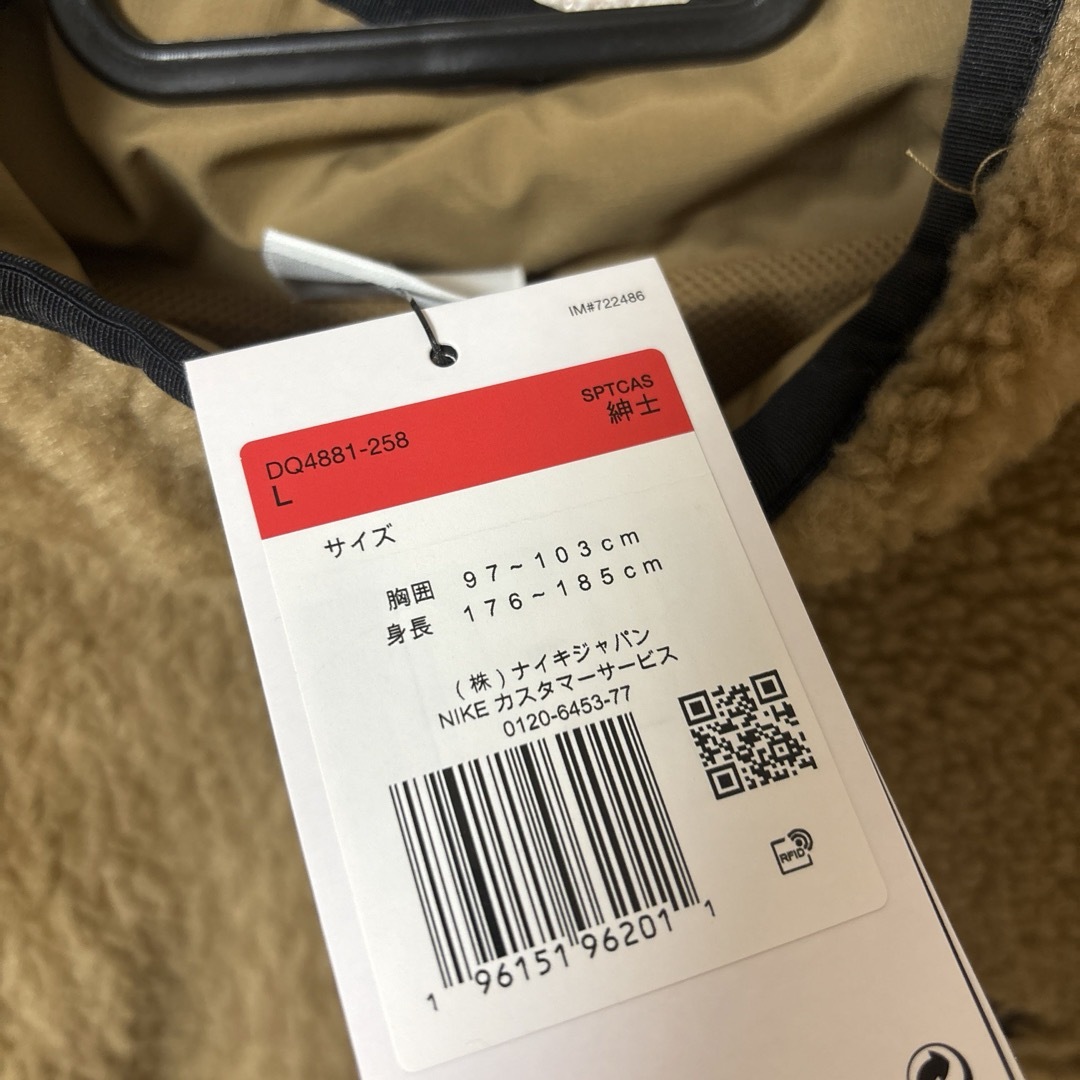 IM#722486
SPTCAS
紳士
DQ4881-258
L
サイズ
胸囲 97~103cm
身長 176~185cm
(株)ナイキジャパン
NIKE カスタマーサービス
0120-6453-77
1 96151 96201 1
RFID